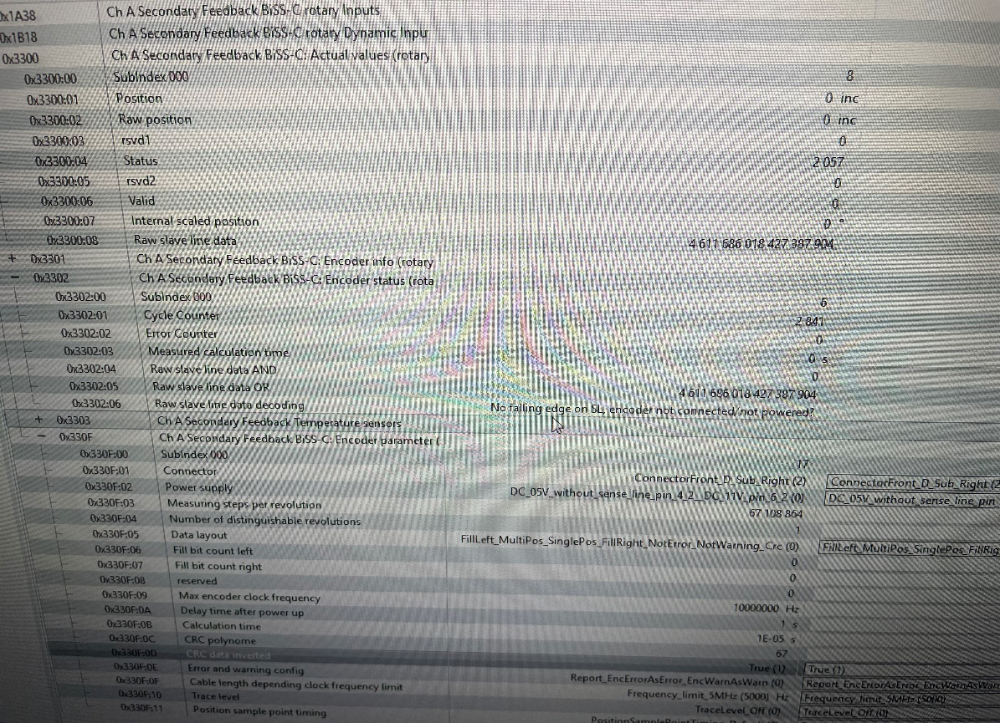 0x1A38 Ch A Secondary Feedback BiSS-C rotary Inputs
0x1B18 Ch A Secondary Feedback BiSS-C rotary Dynamic Inpu
0x3300 Ch A Secondary Feedback BiSS-C: Actual values (rotary
0x3300:00 SubIndex 000 8
0x3300:01 Position 0 inc
0x3300:02 Raw position 0 inc
0x3300:03 rsvd1 0
0x3300:04 Status 2 057
0x3300:05 rsvd2 0
0x3300:06 Valid 0
0x3300:07 Internal scaled position 0 °
0x3300:08 Raw slave line data 4 611 686 018 427 387 904
+ 0x3301 Ch A Secondary Feedback BiSS-C: Encoder info (rotary
− 0x3302 Ch A Secondary Feedback BiSS-C: Encoder status (rota
0x3302:00 SubIndex 000 6
0x3302:01 Cycle Counter 2 841
0x3302:02 Error Counter 0
0x3302:03 Measured calculation time 0 s
0x3302:04 Raw slave line data AND 0
0x3302:05 Raw slave line data OR 4 611 686 018 427 387 904
0x3302:06 Raw slave line data decoding No falling edge on SL, encoder not connected/not powered?
+ 0x3303 Ch A Secondary Feedback Temperature sensors
− 0x330F Ch A Secondary Feedback BiSS-C: Encoder parameter (
0x330F:00 SubIndex 000 17
0x330F:01 Connector ConnectorFront_D_Sub_Right (2) ConnectorFront_D_Sub_Right (2
0x330F:02 Power supply DC_05V_without_sense_line_pin_4_2__DC_11V_pin_6_2 (0) DC_05V_without_sense_line_pin_
0x330F:03 Measuring steps per revolution 67 108 864
0x330F:04 Number of distinguishable revolutions 1
0x330F:05 Data layout FillLeft_MultiPos_SinglePos_FillRight_NotError_NotWarning_Crc (0) FillLeft_MultiPos_SinglePos_FillRig
0x330F:06 Fill bit count left 0
0x330F:07 Fill bit count right 0
0x330F:08 reserved 0
0x330F:09 Max encoder clock frequency 10000000 Hz
0x330F:0A Delay time after power up 1 s
0x330F:0B Calculation time 1E-05 s
0x330F:0C CRC polynome 67
0x330F:0D CRC data inverted True (1) True (1)
0x330F:0E Error and warning config Report_EncErrorAsError_EncWarnAsWarn (0) Report_EncErrorAsError_EncWarnAsWarn
0x330F:0F Cable length depending clock frequency limit Frequency_limit_5MHz (5000) Hz Frequency_limit_5MHz (5000)
0x330F:10 Trace level TraceLevel_Off (0) TraceLevel_Off (0)
0x330F:11 Position sample point timing